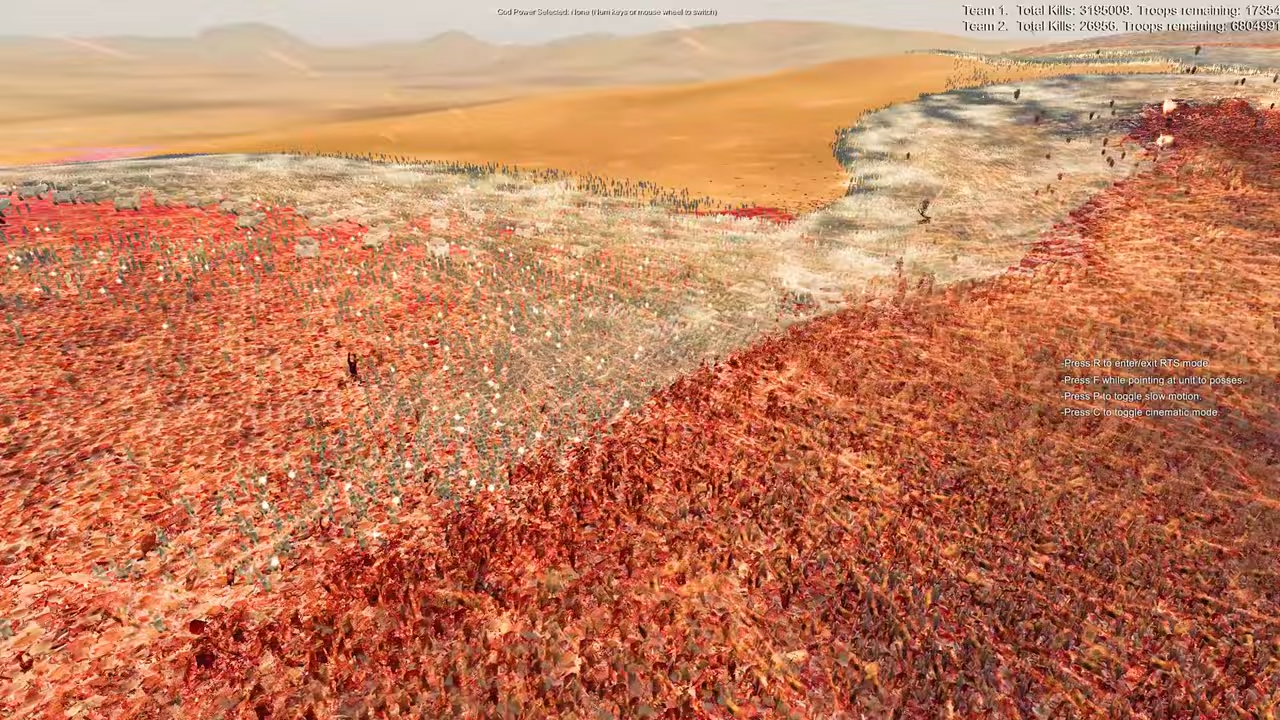 God Power Selected: None (Num keys or mouse wheel to switch)
Team 1. Total Kills: 3195009. Troops remaining: 17354
Team 2. Total Kills: 26956. Troops remaining: 6804991
-Press R to enter/exit RTS mode.
-Press F while pointing at unit to posses.
-Press P to toggle slow motion.
-Press C to toggle cinematic mode.